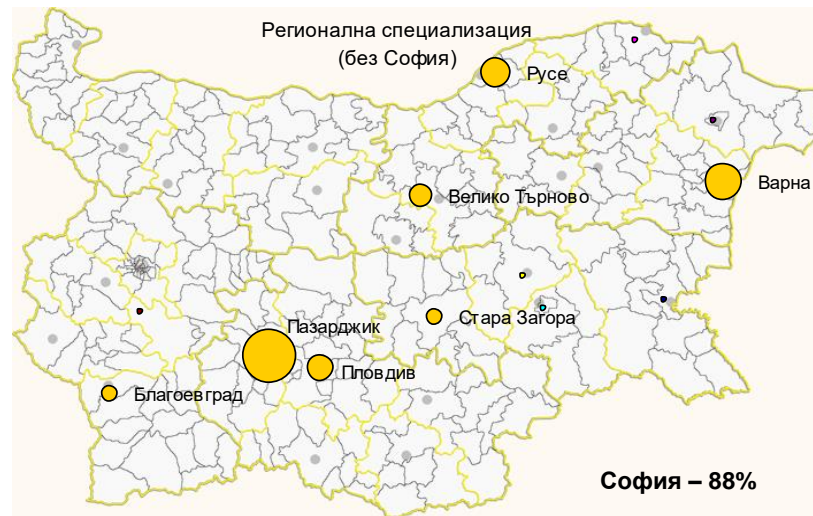 Регионална специализация
(без София)
Русе
Варна
Велико Търново
Стара Загора
Пазарджик
Пловдив
Благоевград
София – 88%